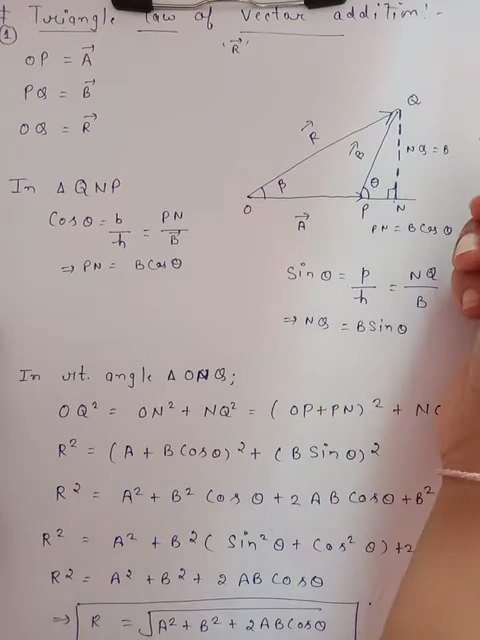 Triangle law of vector addition:-
1
'R⃗'
OP = A⃗
PQ = B⃗
OQ = R⃗
Q
R⃗
B⃗
NQ = B
β
θ
O
P
N
A⃗
PN = B Cos θ
In Δ QNP
Cos θ = b/h = PN/B⃗
⇒ PN = B Cos θ
Sin θ = p/h = NQ/B
⇒ NQ = B Sin θ
In rt. angle Δ ONQ;
OQ² = ON² + NQ² = (OP+PN)² + N
R² = (A + B Cos θ)² + (B Sin θ)²
R² = A² + B² Cos θ + 2 AB Cos θ + B²
R² = A² + B² (Sin² θ + Cos² θ) + 2
R² = A² + B² + 2 AB Cos θ
⇒ R = √A² + B² + 2AB Cos θ